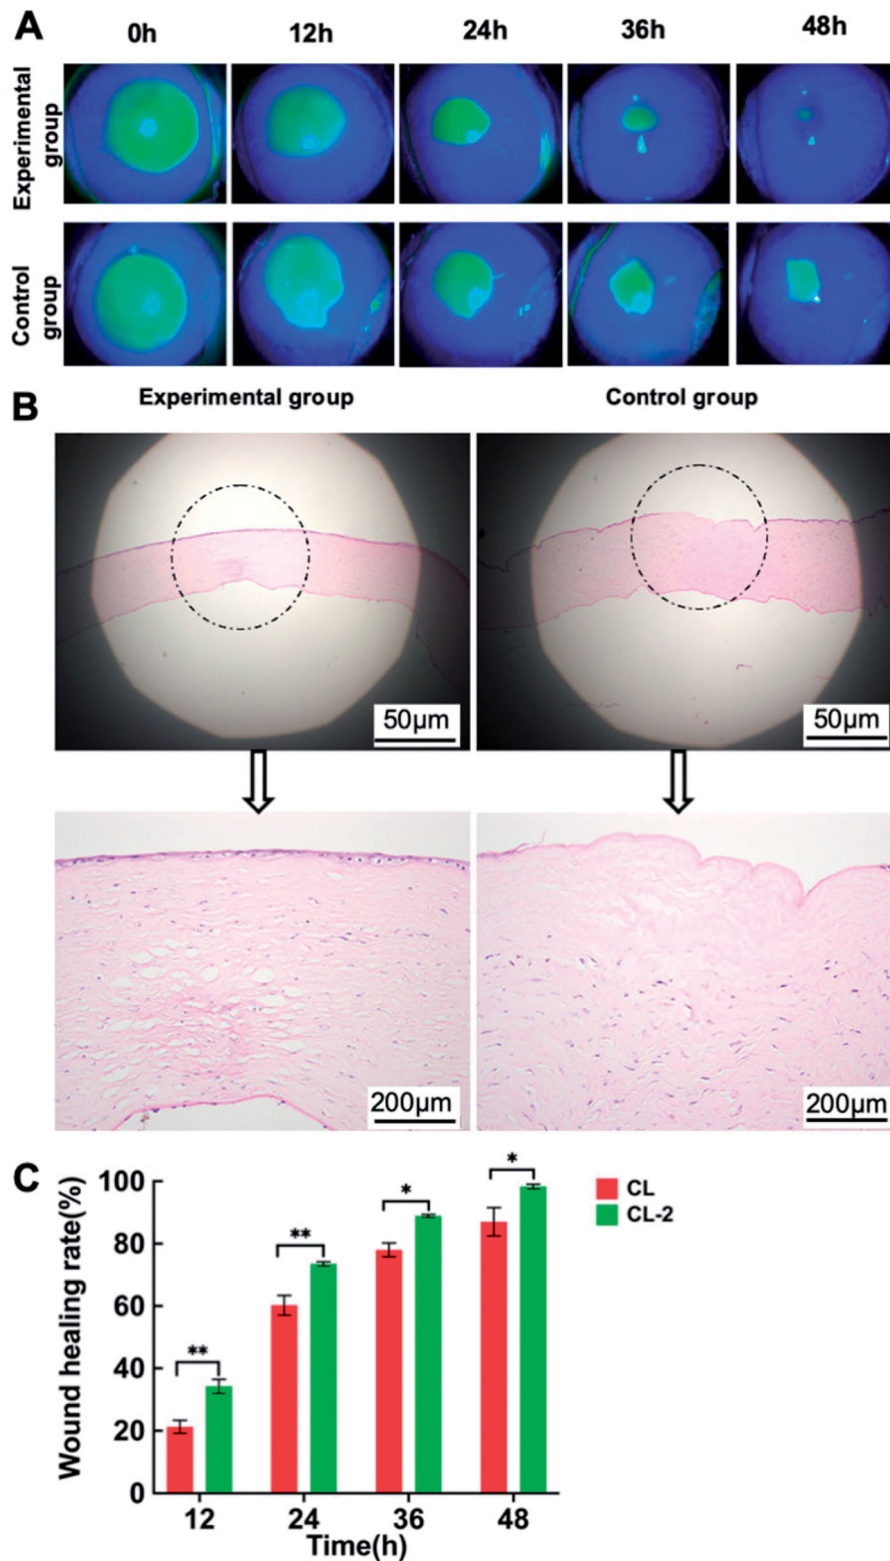 A
0h 12h 24h 36h 48h
Experimental
group
Control
group
B
Experimental group Control group
50μm 50μm
200μm 200μm
C
Wound healing rate(%)
100
80
60
40
20
0
** ** * *
CL
CL-2
12 24 36 48
Time(h)